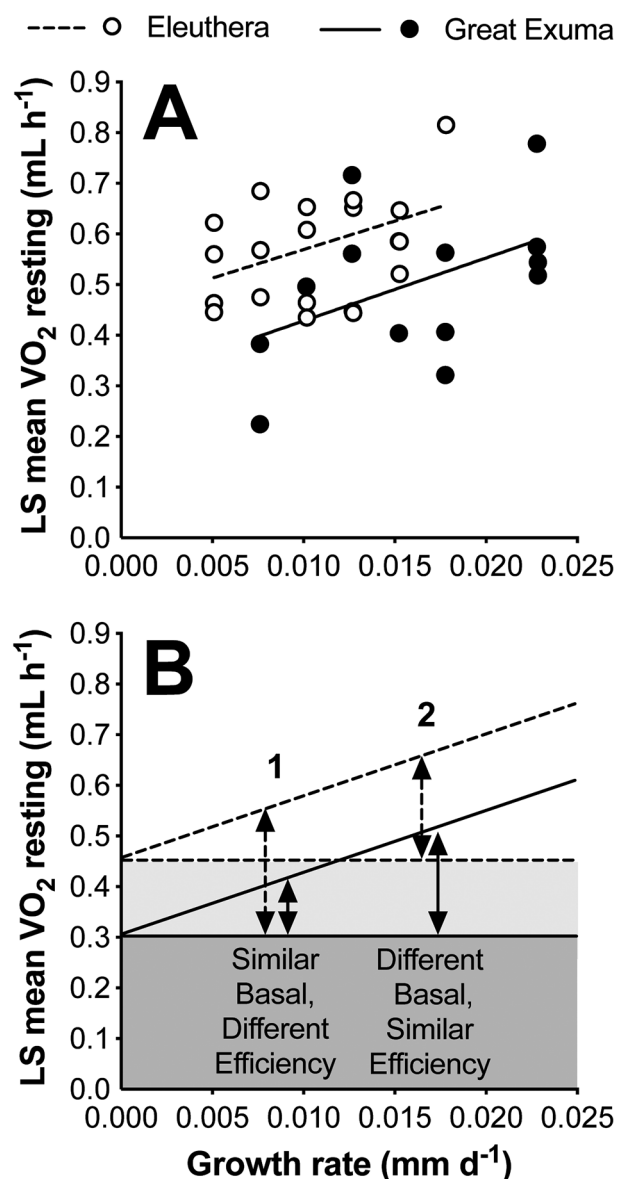 Eleuthera Great Exuma
A
LS mean VO2 resting (mL h-1)
0.9
0.8
0.7
0.6
0.5
0.4
0.3
0.2
0.1
0.0
0.000 0.005 0.010 0.015 0.020 0.025
B
LS mean VO2 resting (mL h-1)
0.9
0.8
0.7
0.6
0.5
0.4
0.3
0.2
0.1
0.0
1
2
Similar
Basal,
Different
Efficiency
Different
Basal,
Similar
Efficiency
0.000 0.005 0.010 0.015 0.020 0.025
Growth rate (mm d-1)